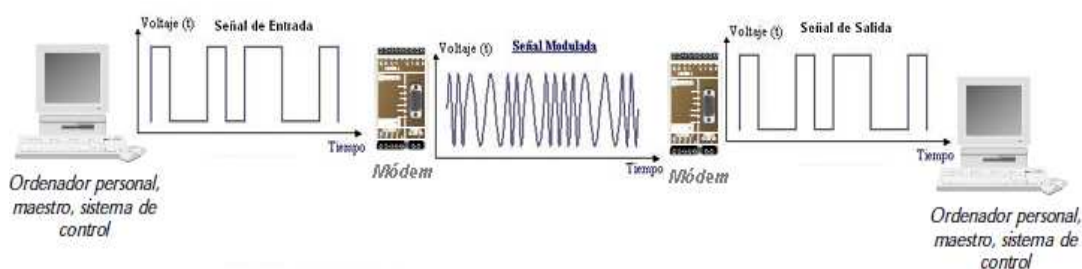 Voltaje (t)
Señal de Entrada
Tiempo
Módem
Voltaje (t)
Señal Modulada
Tiempo
Módem
Voltaje (t)
Señal de Salida
Tiempo
Ordenador personal,
maestro, sistema de
control
Ordenador personal,
maestro, sistema de
control